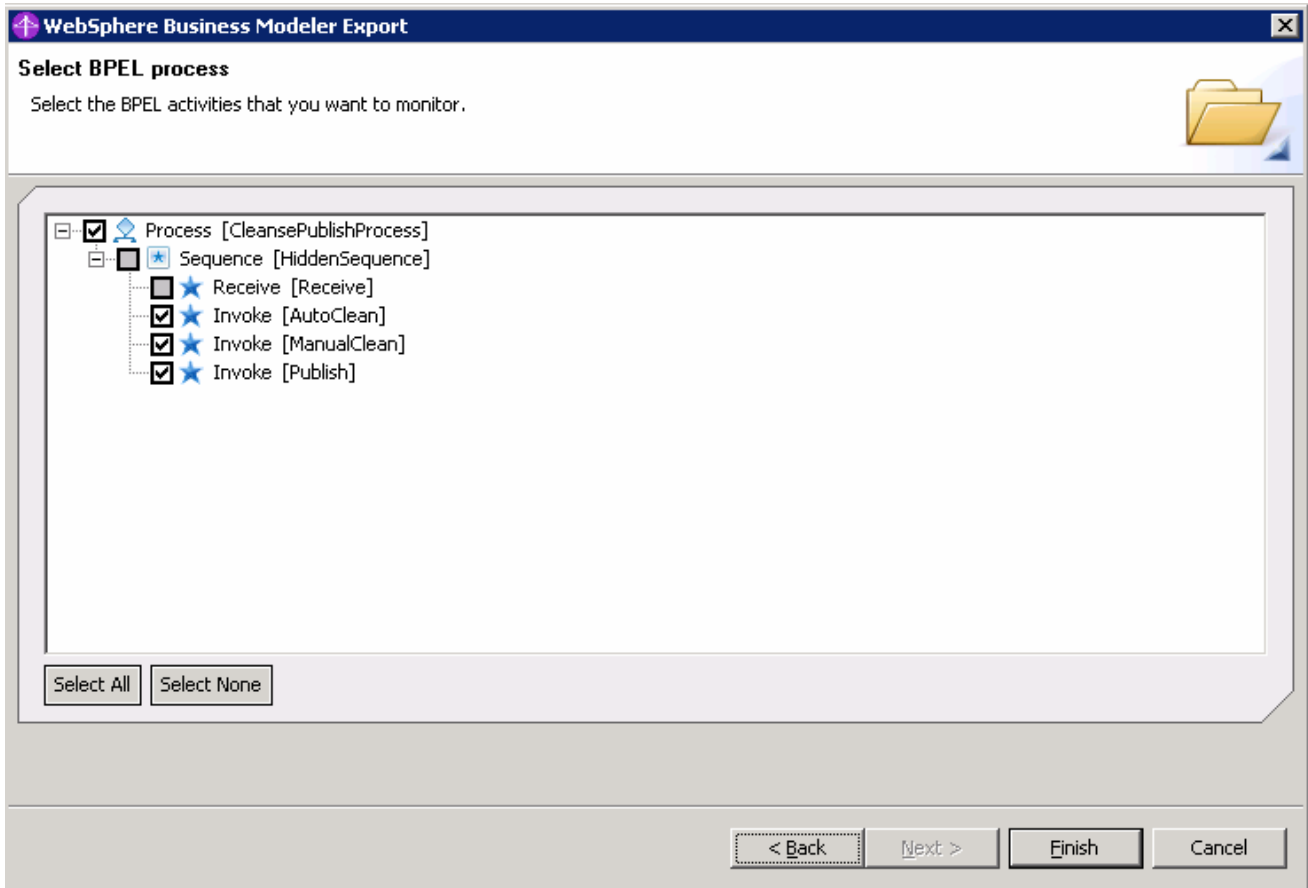 WebSphere Business Modeler Export
Select BPEL process
Select the BPEL activities that you want to monitor.
Process [CleansePublishProcess]
Sequence [HiddenSequence]
Receive [Receive]
Invoke [AutoClean]
Invoke [ManualClean]
Invoke [Publish]
Select All Select None
< Back Next > Finish Cancel